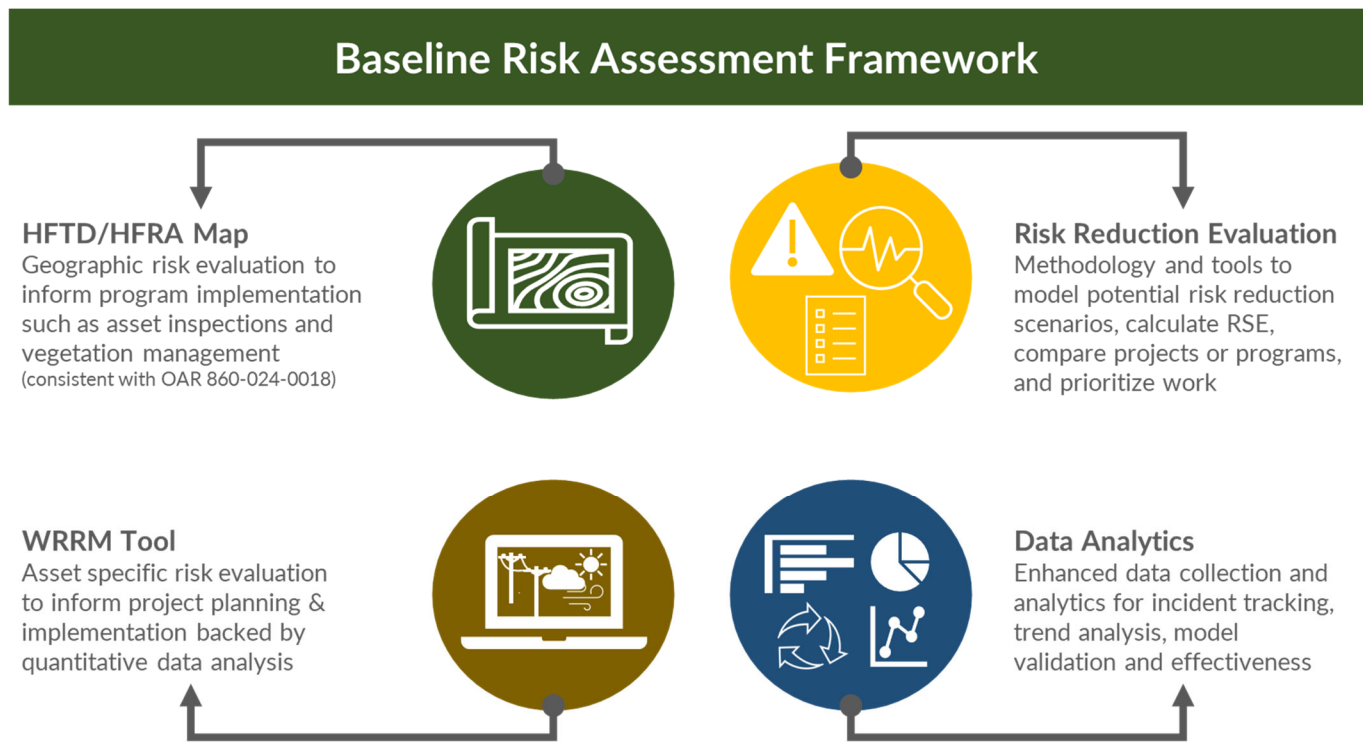 Baseline Risk Assessment Framework
HFTD/HFRA Map
Geographic risk evaluation to
inform program implementation
such as asset inspections and
vegetation management
(consistent with OAR 860-024-0018)
Risk Reduction Evaluation
Methodology and tools to
model potential risk reduction
scenarios, calculate RSE,
compare projects or programs,
and prioritize work
WRRM Tool
Asset specific risk evaluation
to inform project planning &
implementation backed by
quantitative data analysis
Data Analytics
Enhanced data collection and
analytics for incident tracking,
trend analysis, model
validation and effectiveness